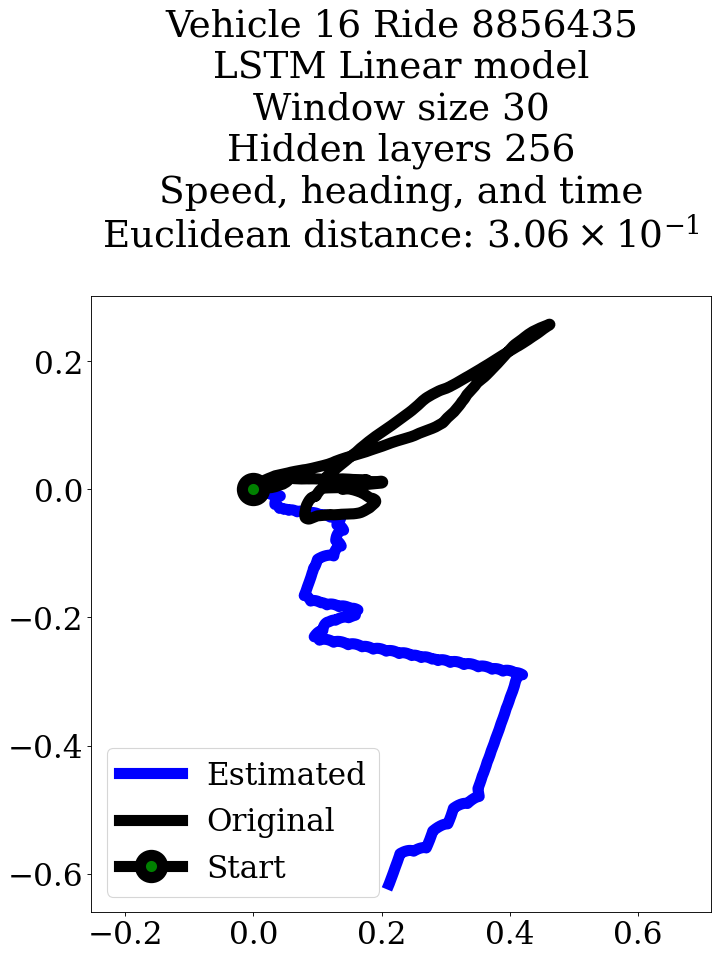 Vehicle 16 Ride 8856435
LSTM Linear model
Window size 30
Hidden layers 256
Speed, heading, and time
Euclidean distance: 3.06 × 10⁻¹
0.2
0.0
−0.2
−0.4
−0.6
Estimated
Original
Start
−0.2 0.0 0.2 0.4 0.6